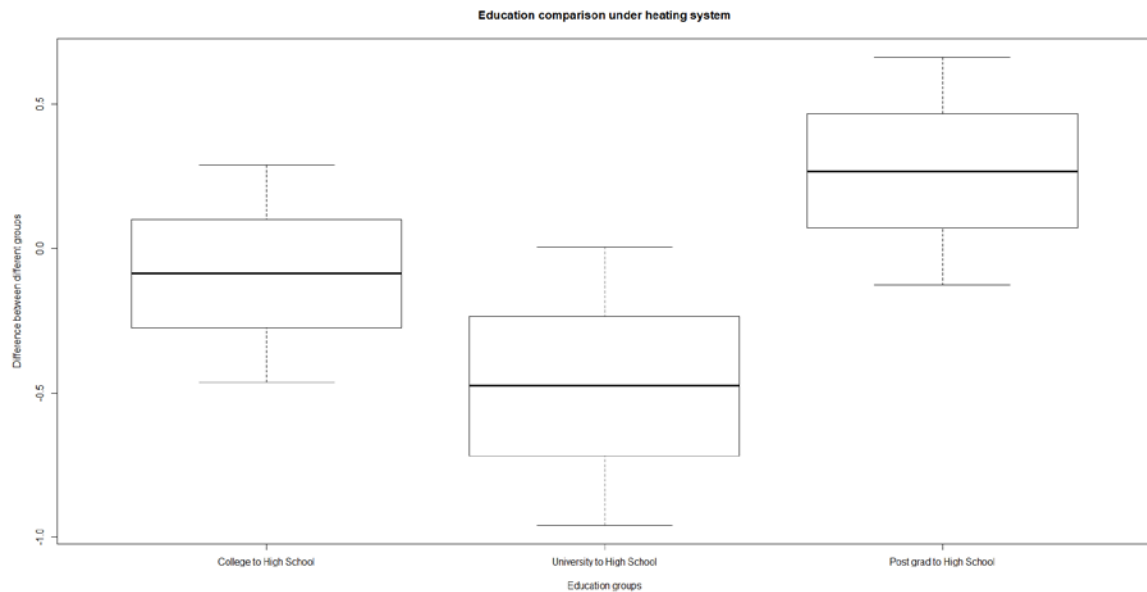 Education comparison under heating system
Difference between different groups
0.5
0.0
-0.5
-1.0
College to High School
University to High School
Post grad to High School
Education groups